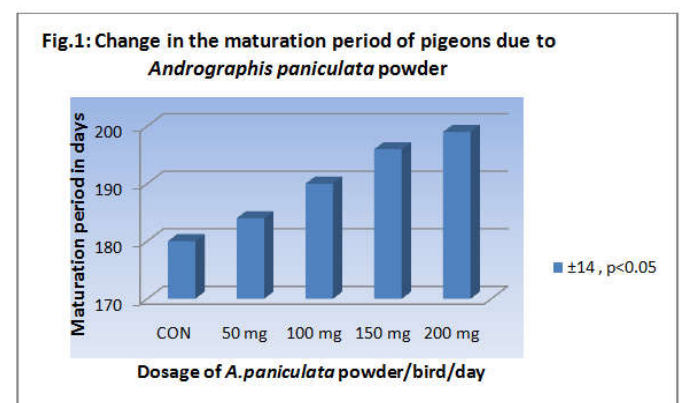 Fig.1: Change in the maturation period of pigeons due to
Andrographis paniculata powder
Maturation period in days
200
190
180
170
CON 50 mg 100 mg 150 mg 200 mg
Dosage of A.paniculata powder/bird/day
±14 , p<0.05